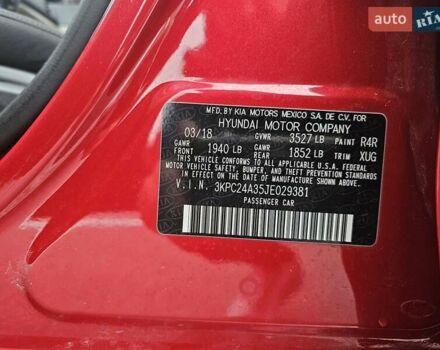 auto RIA
MFD.BY KIA MOTORS MEXICO S.A. DE C.V. FOR
HYUNDAI MOTOR COMPANY
03/18 GVWR 3527 LB PAINT R4R
GAWR FRONT 1940 LB GAWR REAR 1852 LB TRIM XUG
THIS VEHICLE CONFORMS TO ALL APPLICABLE FEDERAL
MOTOR VEHICLE SAFETY, BUMPER, AND THEFT
PREVENTION STANDARDS IN EFFECT ON THE DATE OF
MANUFACTURE SHOWN ABOVE.
V.I.N. 3KPC24A35JE029381
PASSENGER CAR